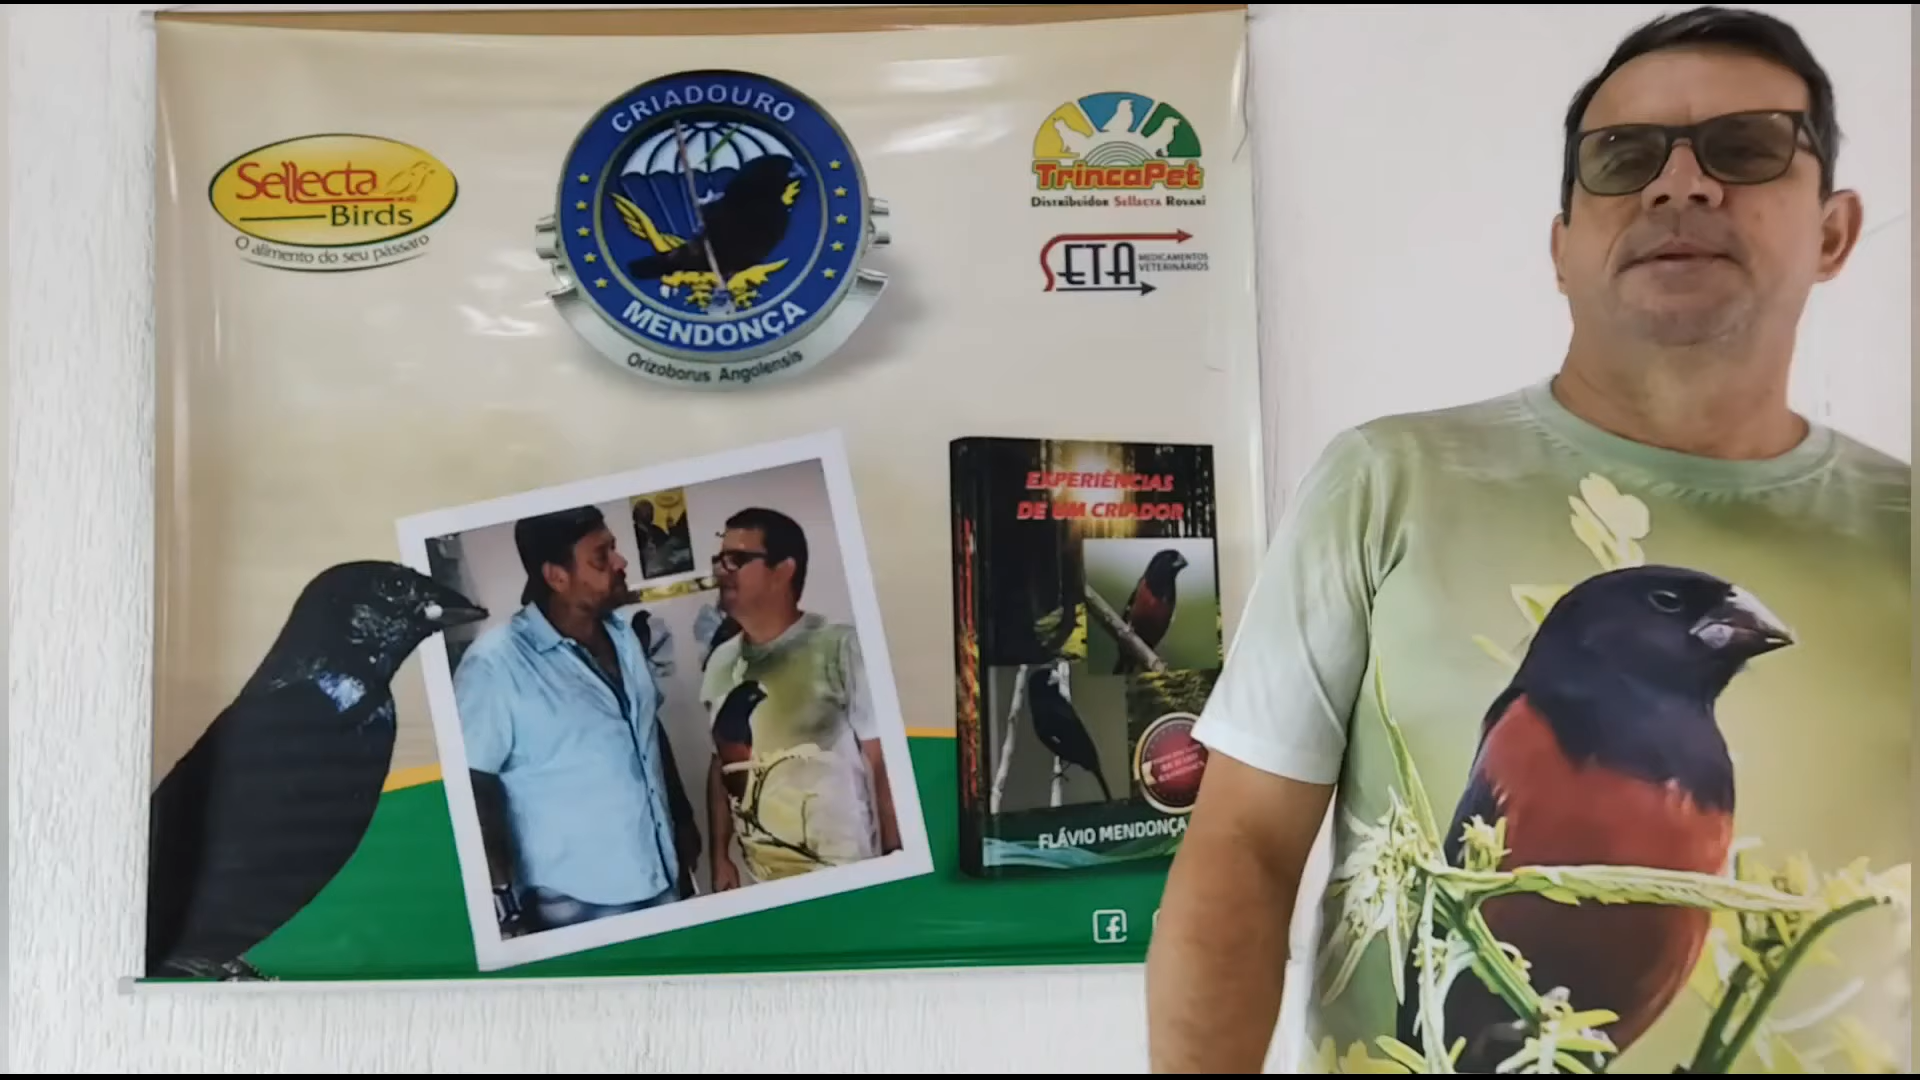 Sellecta
Birds
O alimento do seu pássaro
CRIADOURO
MENDONÇA
Orizoborus Angolensis
TrincaPet
Distribuidor Sellecta Rovani
SETA
MEDICAMENTOS
VETERINÁRIOS
EXPERIÊNCIAS
DE UM CRIADOR
FLÁVIO MENDONÇA